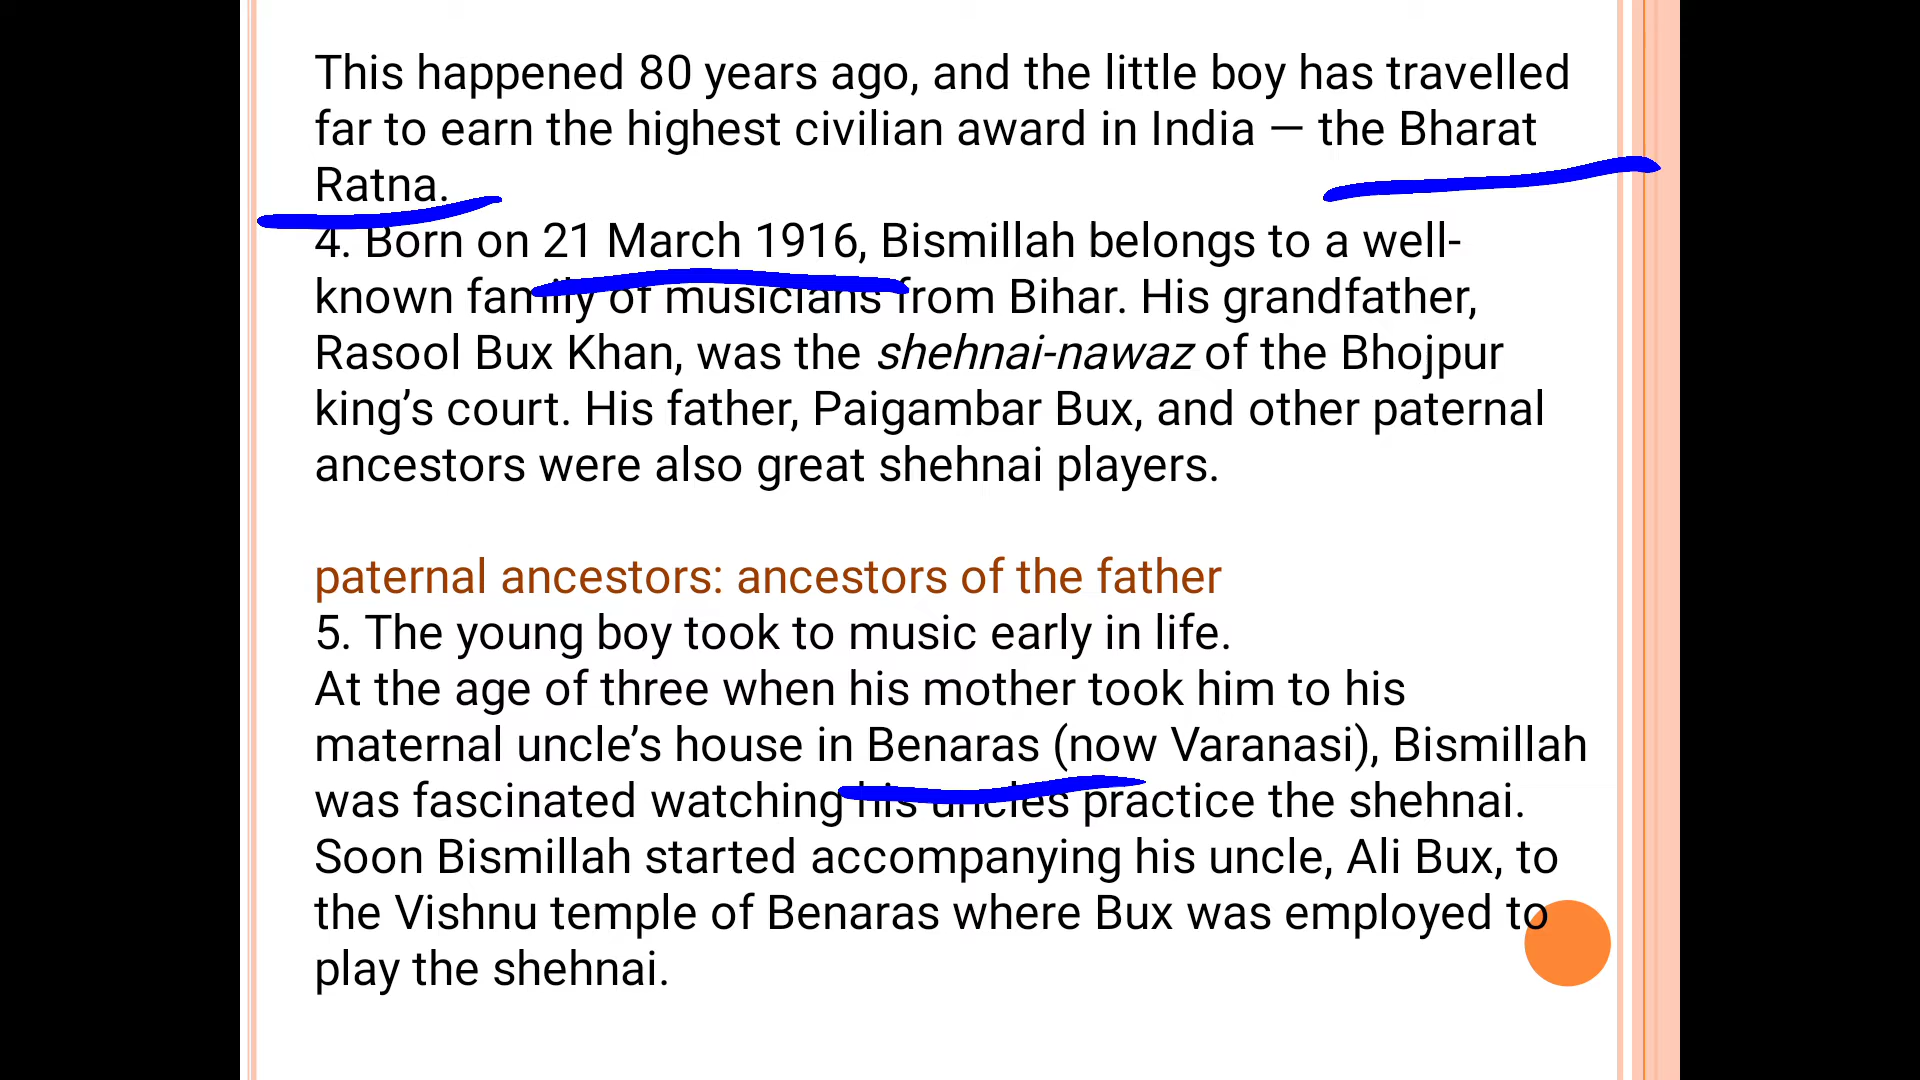 This happened 80 years ago, and the little boy has travelled
far to earn the highest civilian award in India — the Bharat
Ratna.
4. Born on 21 March 1916, Bismillah belongs to a well-
known family of musicians from Bihar. His grandfather,
Rasool Bux Khan, was the shehnai-nawaz of the Bhojpur
king’s court. His father, Paigambar Bux, and other paternal
ancestors were also great shehnai players.
paternal ancestors: ancestors of the father
5. The young boy took to music early in life.
At the age of three when his mother took him to his
maternal uncle’s house in Benaras (now Varanasi), Bismillah
was fascinated watching his uncles practice the shehnai.
Soon Bismillah started accompanying his uncle, Ali Bux, to
the Vishnu temple of Benaras where Bux was employed to
play the shehnai.